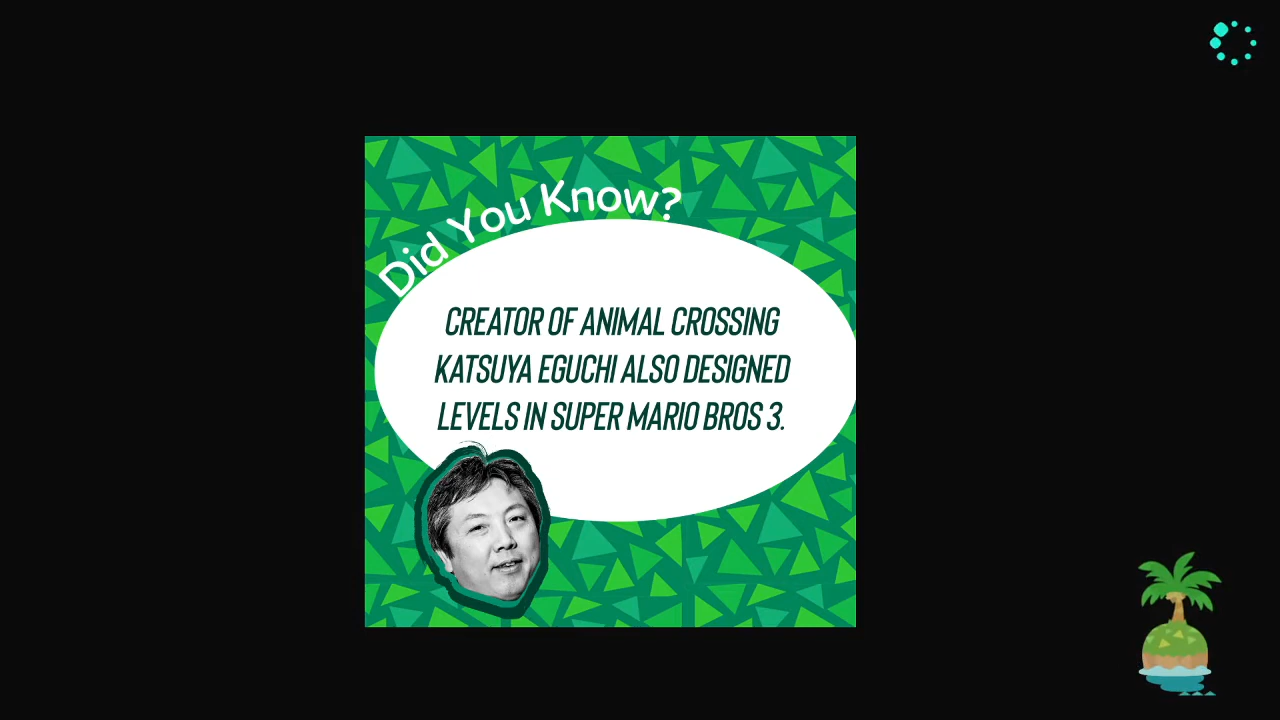 Did You Know?
CREATOR OF ANIMAL CROSSING
KATSUYA EGUCHI ALSO DESIGNED
LEVELS IN SUPER MARIO BROS 3.